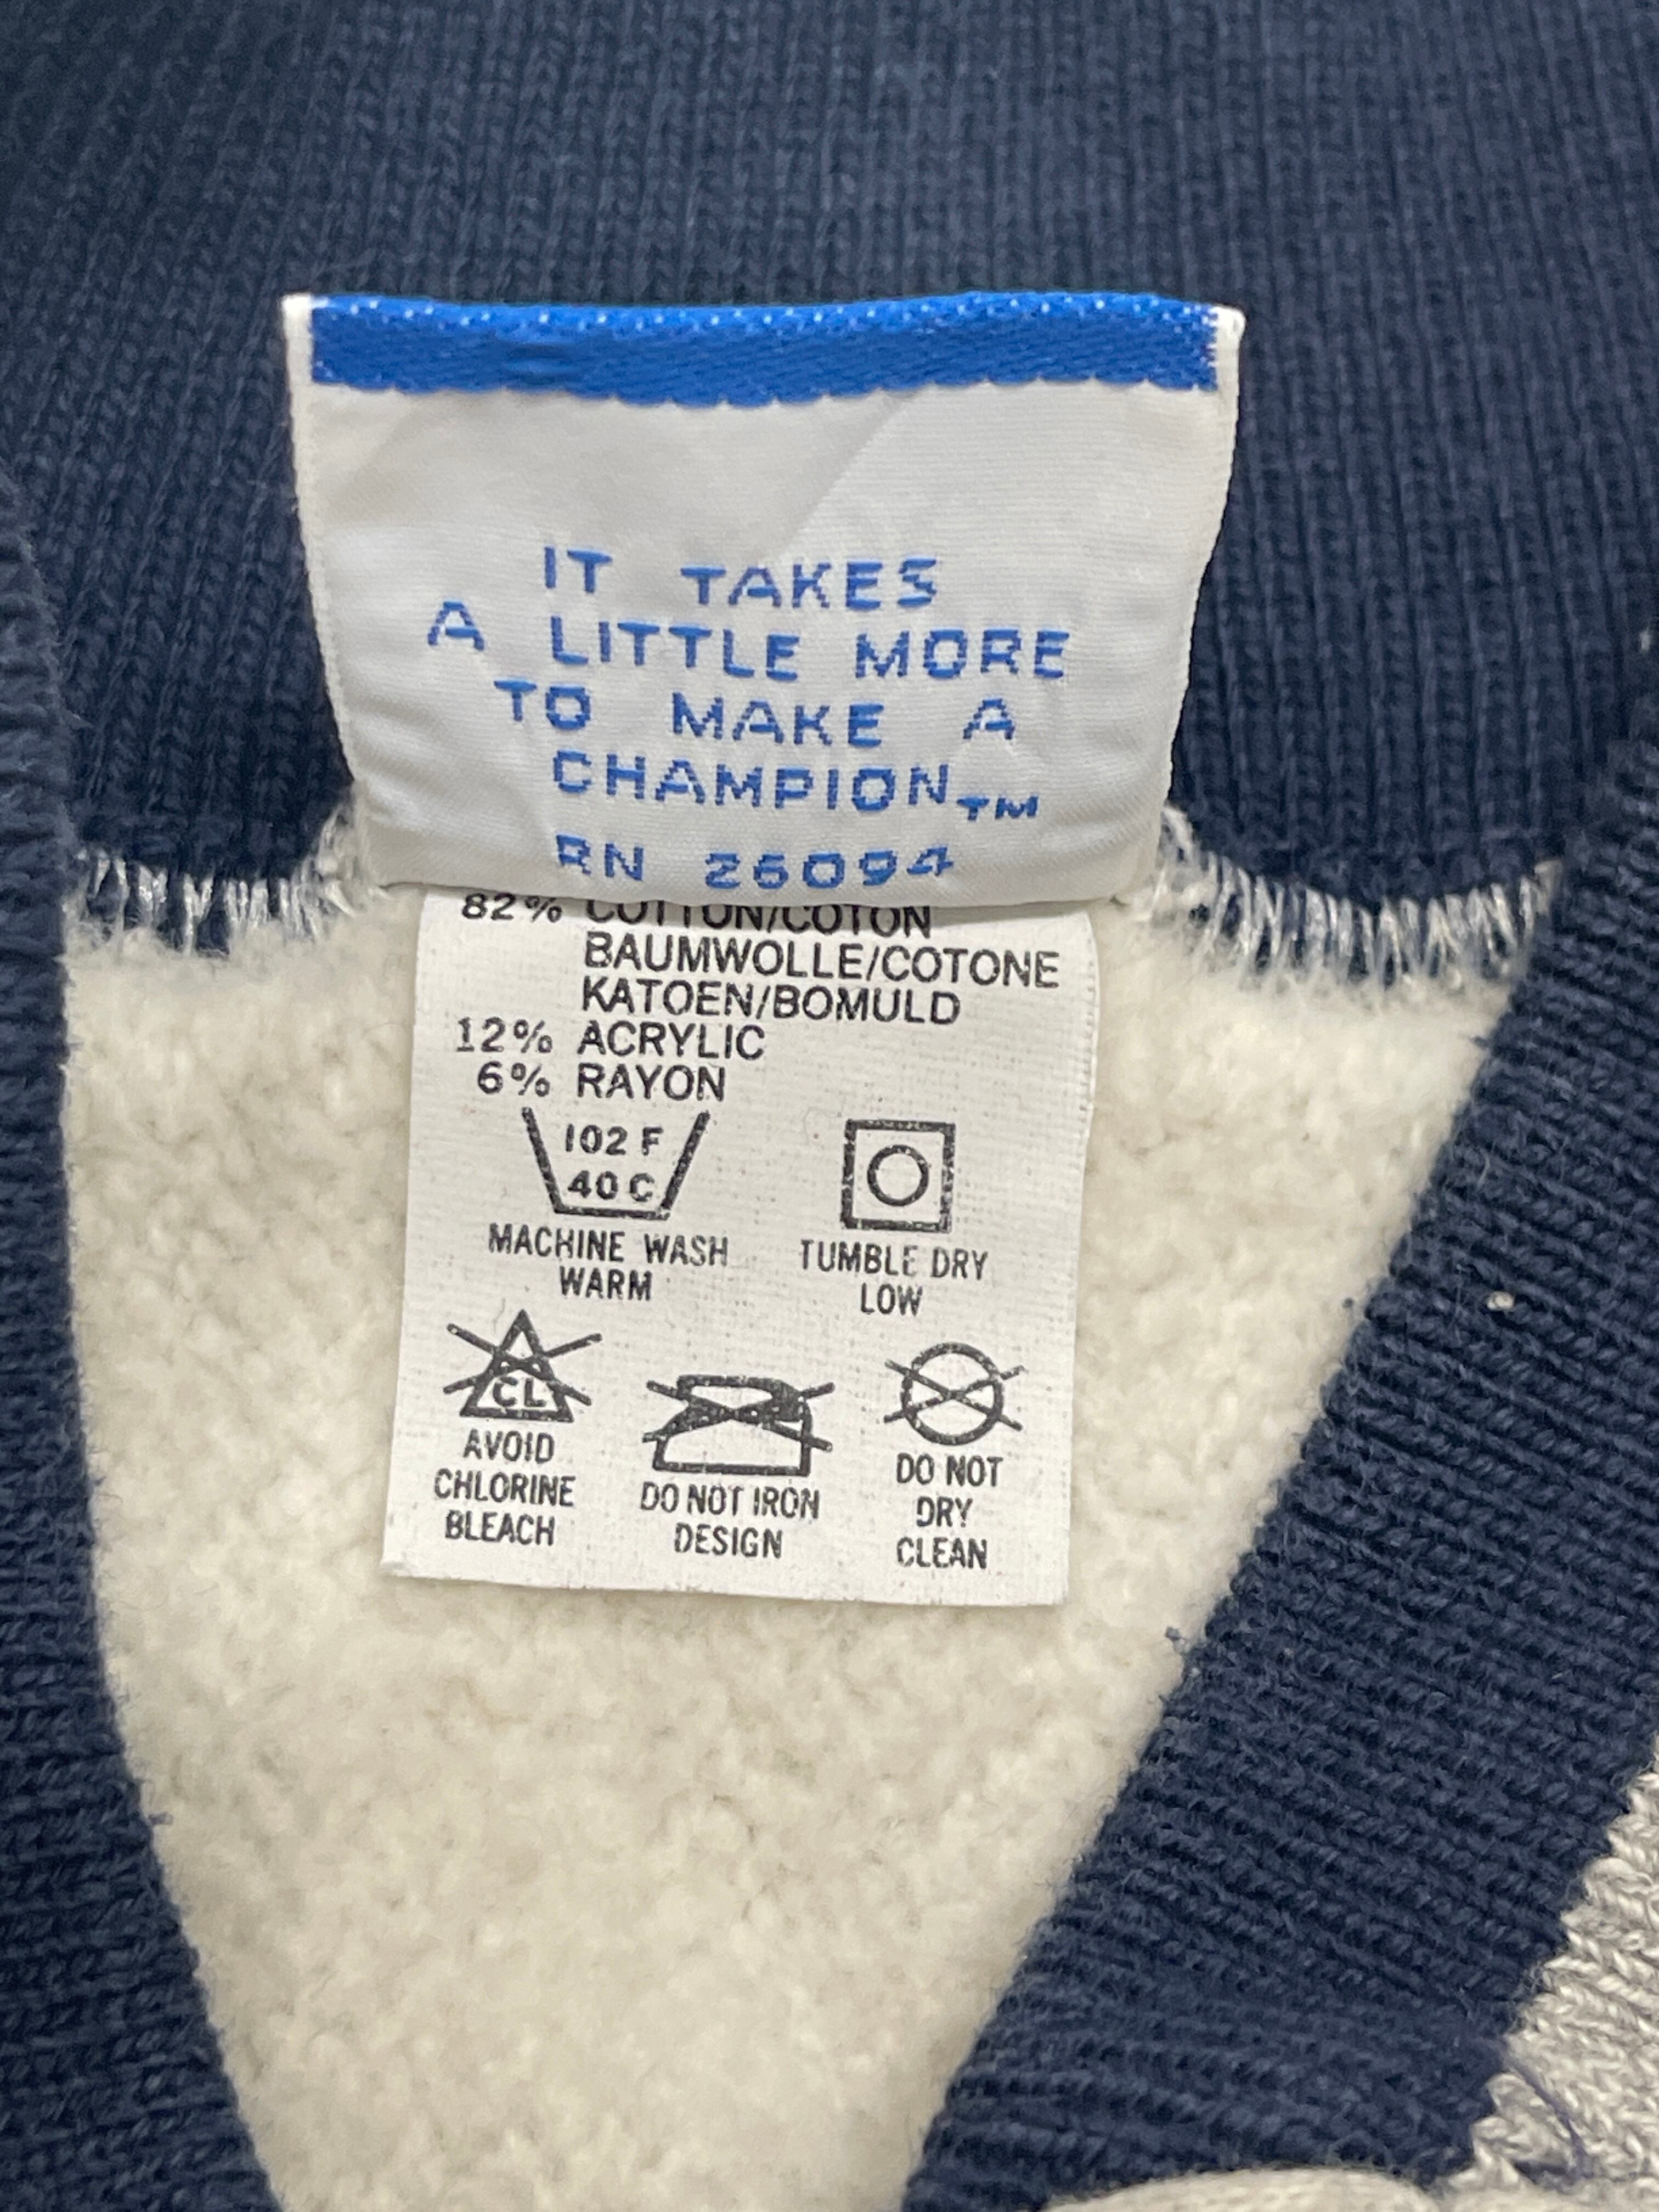 IT TAKES
A LITTLE MORE
TO MAKE A
CHAMPION™
RN 26094
82% COTTON/COTON
BAUMWOLLE/COTONE
KATOEN/BOMULD
12% ACRYLIC
6% RAYON
102 F
40 C
MACHINE WASH
WARM
TUMBLE DRY
LOW
CL
AVOID
CHLORINE
BLEACH
DO NOT IRON
DESIGN
DO NOT
DRY
CLEAN